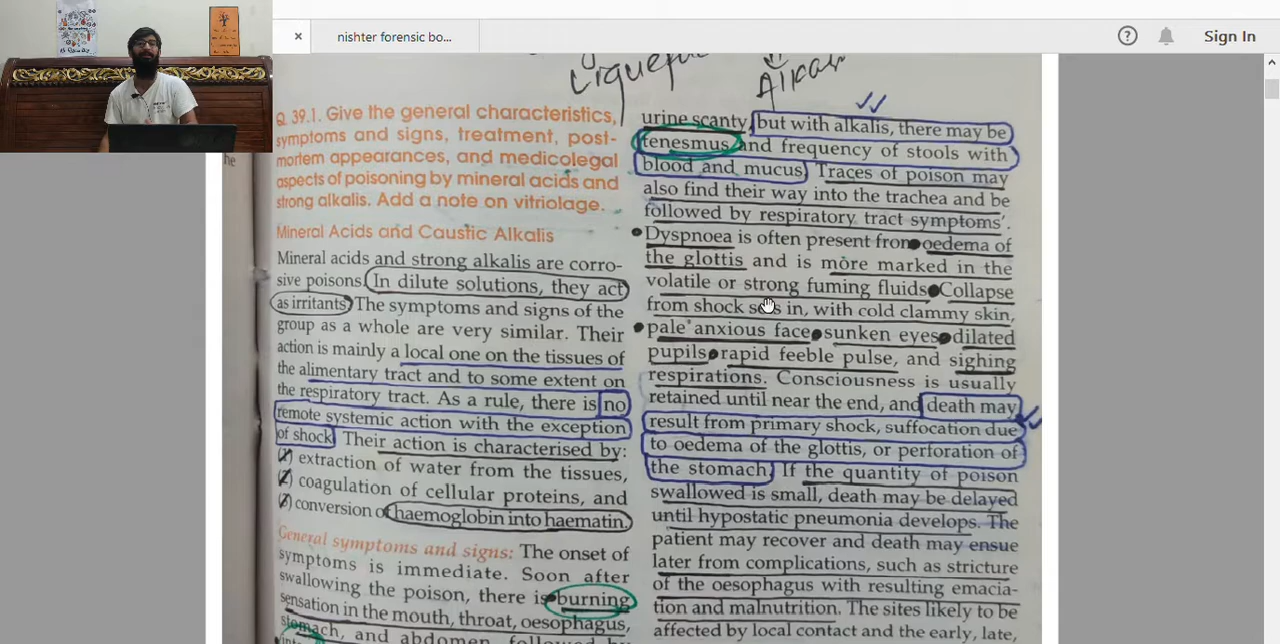 nishter forensic bo...
Sign In
Alkali
he
Q. 39.1. Give the general characteristics,
symptoms and signs, treatment, post-
mortem appearances, and medicolegal
aspects of poisoning by mineral acids and
strong alkalis. Add a note on vitriolage.
Mineral Acids and Caustic Alkalis
Mineral acids and strong alkalis are corro-
sive poisons. In dilute solutions, they act
as irritants. The symptoms and signs of the
group as a whole are very similar. Their
action is mainly a local one on the tissues of
the alimentary tract and to some extent on
the respiratory tract. As a rule, there is no
remote systemic action with the exception
of shock. Their action is characterised by:
extraction of water from the tissues,
coagulation of cellular proteins, and
conversion of haemoglobin into haematin.
General symptoms and signs: The onset of
symptoms is immediate. Soon after
swallowing the poison, there is burning
sensation in the mouth, throat, oesophagus,
stomach, and abdomen, followed by
urine scanty, but with alkalis, there may be
tenesmus and frequency of stools with
blood and mucus. Traces of poison may
also find their way into the trachea and be
followed by respiratory tract symptoms.
Dyspnoea is often present from oedema of
the glottis and is more marked in the
volatile or strong fuming fluids. Collapse
from shock sets in, with cold clammy skin,
pale anxious face, sunken eyes, dilated
pupils, rapid feeble pulse, and sighing
respirations. Consciousness is usually
retained until near the end, and death may
result from primary shock, suffocation due
to oedema of the glottis, or perforation of
the stomach. If the quantity of poison
swallowed is small, death may be delayed
until hypostatic pneumonia develops. The
patient may recover and death may ensue
later from complications, such as stricture
of the oesophagus with resulting emacia-
tion and malnutrition. The sites likely to be
affected by local contact and the early, late,